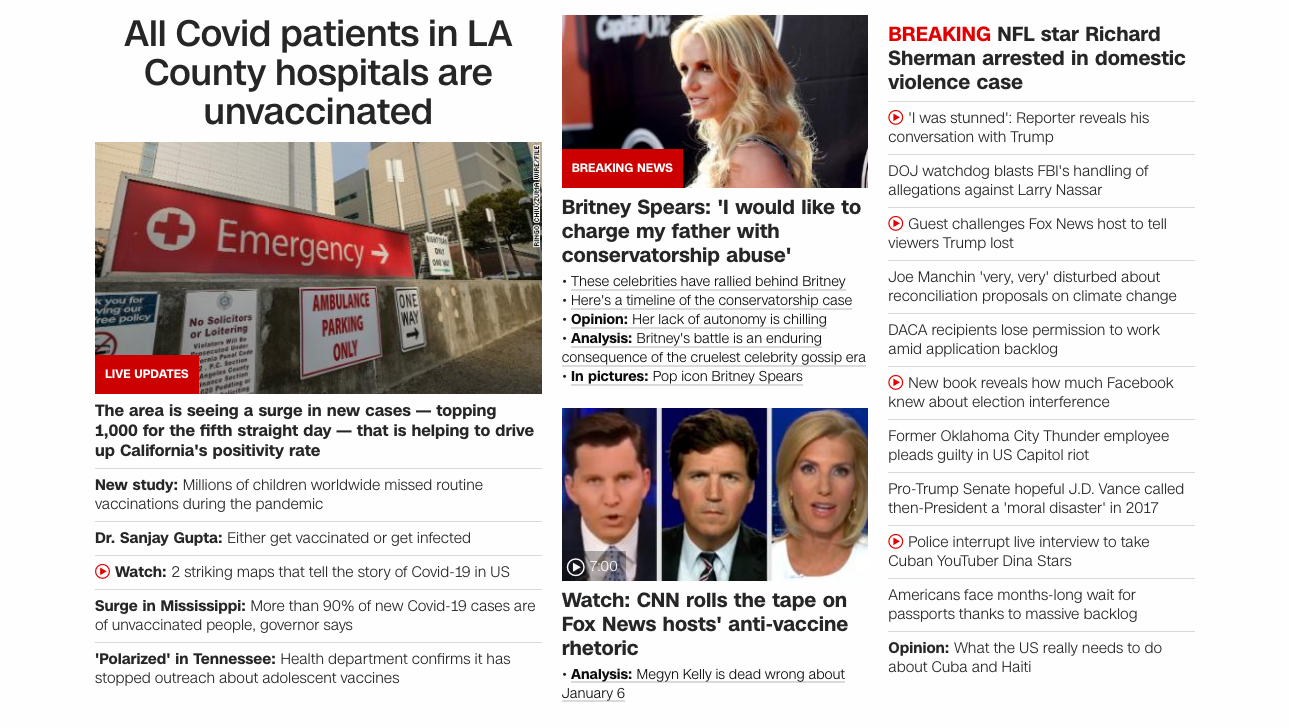 All Covid patients in LA
County hospitals are
unvaccinated
RINGO CHIU/ZUMA WIRE/FILE
Emergency →
AMBULANCE
PARKING
ONLY
ONE
WAY
No Solicitors
or Loitering
LIVE UPDATES
The area is seeing a surge in new cases — topping
1,000 for the fifth straight day — that is helping to drive
up California's positivity rate
New study: Millions of children worldwide missed routine
vaccinations during the pandemic
Dr. Sanjay Gupta: Either get vaccinated or get infected
Watch: 2 striking maps that tell the story of Covid-19 in US
Surge in Mississippi: More than 90% of new Covid-19 cases are
of unvaccinated people, governor says
'Polarized' in Tennessee: Health department confirms it has
stopped outreach about adolescent vaccines
Capital One
BREAKING NEWS
Britney Spears: 'I would like to
charge my father with
conservatorship abuse'
• These celebrities have rallied behind Britney
• Here's a timeline of the conservatorship case
• Opinion: Her lack of autonomy is chilling
• Analysis: Britney's battle is an enduring
consequence of the cruelest celebrity gossip era
• In pictures: Pop icon Britney Spears
7:00
Watch: CNN rolls the tape on
Fox News hosts' anti-vaccine
rhetoric
• Analysis: Megyn Kelly is dead wrong about
January 6
BREAKING NFL star Richard
Sherman arrested in domestic
violence case
'I was stunned': Reporter reveals his
conversation with Trump
DOJ watchdog blasts FBI's handling of
allegations against Larry Nassar
Guest challenges Fox News host to tell
viewers Trump lost
Joe Manchin 'very, very' disturbed about
reconciliation proposals on climate change
DACA recipients lose permission to work
amid application backlog
New book reveals how much Facebook
knew about election interference
Former Oklahoma City Thunder employee
pleads guilty in US Capitol riot
Pro-Trump Senate hopeful J.D. Vance called
then-President a 'moral disaster' in 2017
Police interrupt live interview to take
Cuban YouTuber Dina Stars
Americans face months-long wait for
passports thanks to massive backlog
Opinion: What the US really needs to do
about Cuba and Haiti